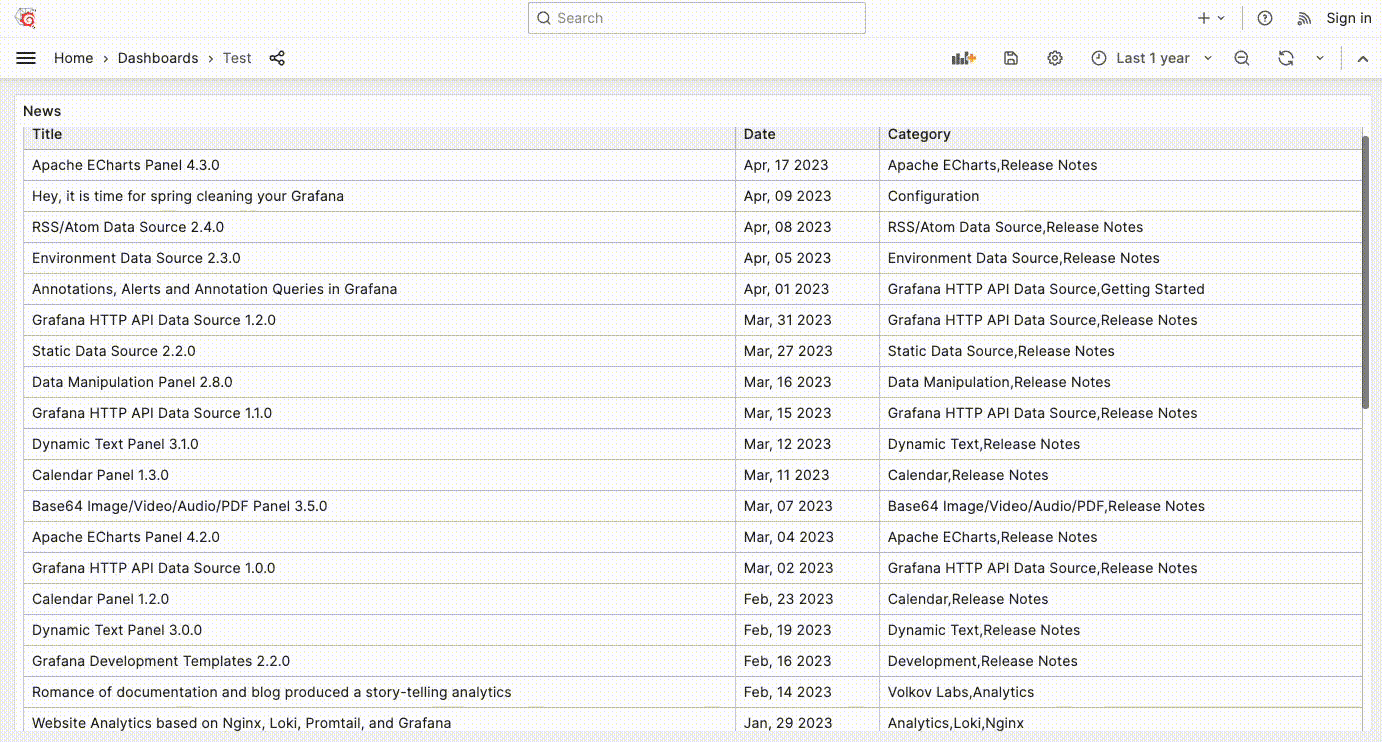 Search
Sign in
Home › Dashboards › Test
Last 1 year
News
Title Date Category
Apache ECharts Panel 4.3.0 Apr, 17 2023 Apache ECharts,Release Notes
Hey, it is time for spring cleaning your Grafana Apr, 09 2023 Configuration
RSS/Atom Data Source 2.4.0 Apr, 08 2023 RSS/Atom Data Source,Release Notes
Environment Data Source 2.3.0 Apr, 05 2023 Environment Data Source,Release Notes
Annotations, Alerts and Annotation Queries in Grafana Apr, 01 2023 Grafana HTTP API Data Source,Getting Started
Grafana HTTP API Data Source 1.2.0 Mar, 31 2023 Grafana HTTP API Data Source,Release Notes
Static Data Source 2.2.0 Mar, 27 2023 Static Data Source,Release Notes
Data Manipulation Panel 2.8.0 Mar, 16 2023 Data Manipulation,Release Notes
Grafana HTTP API Data Source 1.1.0 Mar, 15 2023 Grafana HTTP API Data Source,Release Notes
Dynamic Text Panel 3.1.0 Mar, 12 2023 Dynamic Text,Release Notes
Calendar Panel 1.3.0 Mar, 11 2023 Calendar,Release Notes
Base64 Image/Video/Audio/PDF Panel 3.5.0 Mar, 07 2023 Base64 Image/Video/Audio/PDF,Release Notes
Apache ECharts Panel 4.2.0 Mar, 04 2023 Apache ECharts,Release Notes
Grafana HTTP API Data Source 1.0.0 Mar, 02 2023 Grafana HTTP API Data Source,Release Notes
Calendar Panel 1.2.0 Feb, 23 2023 Calendar,Release Notes
Dynamic Text Panel 3.0.0 Feb, 19 2023 Dynamic Text,Release Notes
Grafana Development Templates 2.2.0 Feb, 16 2023 Development,Release Notes
Romance of documentation and blog produced a story-telling analytics Feb, 14 2023 Volkov Labs,Analytics
Website Analytics based on Nginx, Loki, Promtail, and Grafana Jan, 29 2023 Analytics,Loki,Nginx